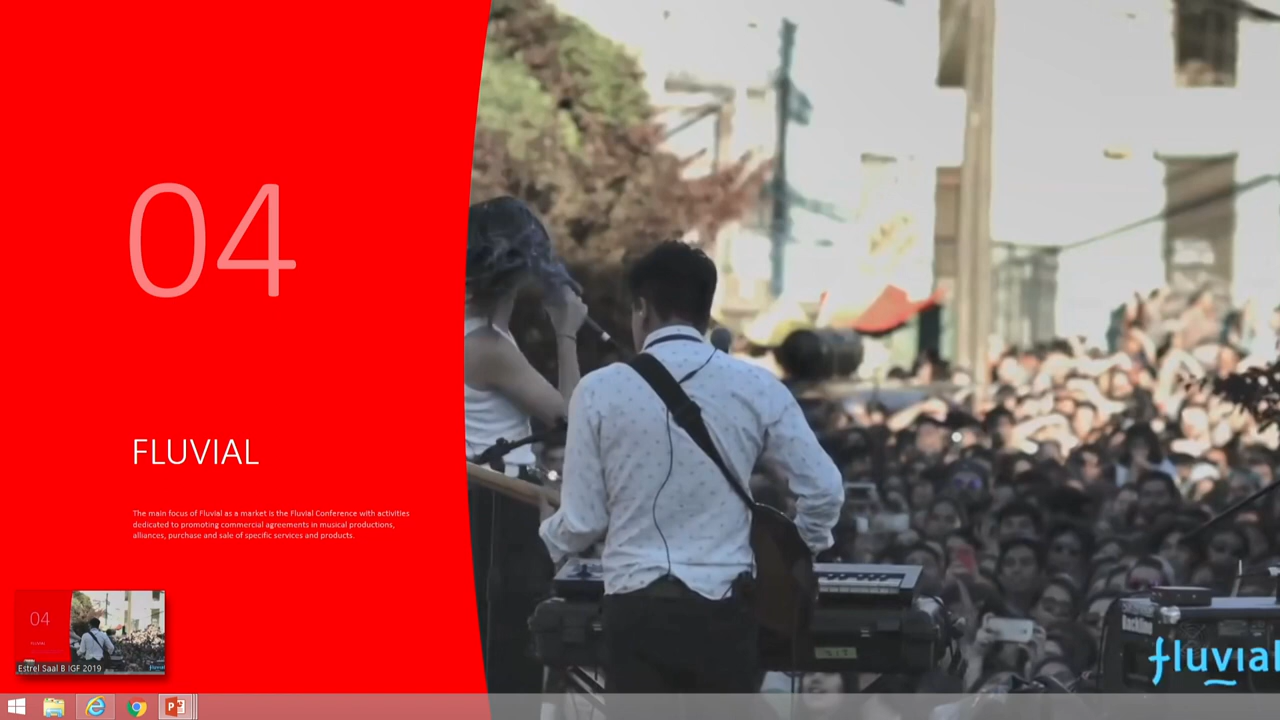 04
FLUVIAL
The main focus of Fluvial as a market is the Fluvial Conference with activities
dedicated to promoting commercial agreements in musical productions,
alliances, purchase and sale of specific services and products.
04
FLUVIAL
Estrel Saal B IGF 2019
fluvial